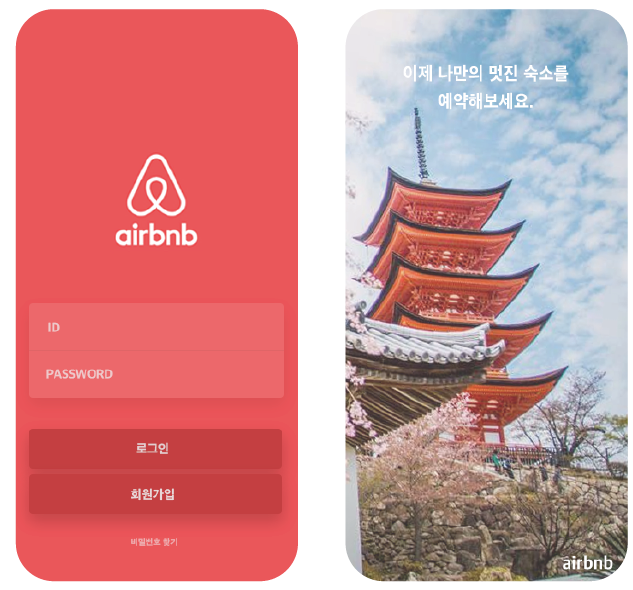 airbnb
ID
PASSWORD
로그인
회원가입
비밀번호 찾기
이제 나만의 멋진 숙소를
예약해보세요.
airbnb